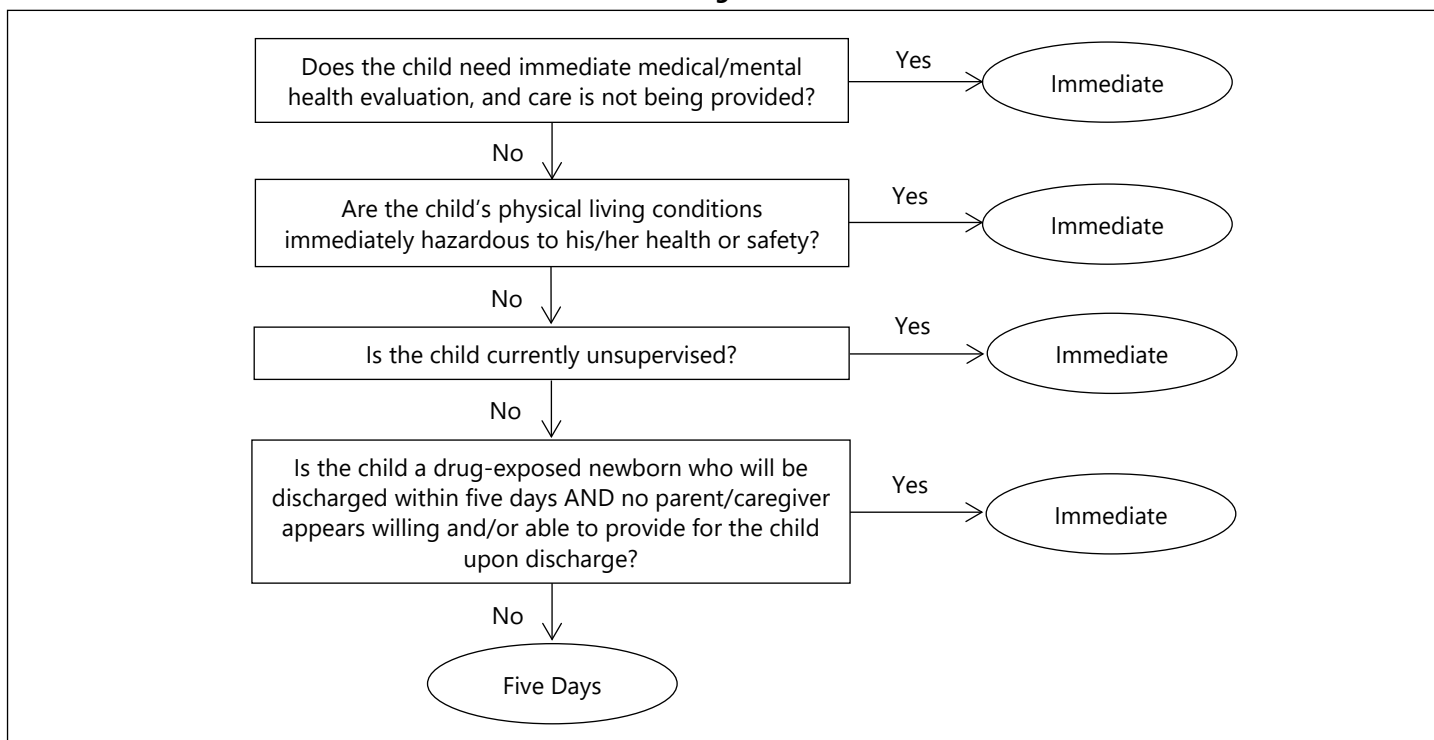 Does the child need immediate medical/mental
health evaluation, and care is not being provided?
Yes
Immediate
No
Are the child’s physical living conditions
immediately hazardous to his/her health or safety?
Yes
Immediate
No
Is the child currently unsupervised?
Yes
Immediate
No
Is the child a drug-exposed newborn who will be
discharged within five days AND no parent/caregiver
appears willing and/or able to provide for the child
upon discharge?
Yes
Immediate
No
Five Days